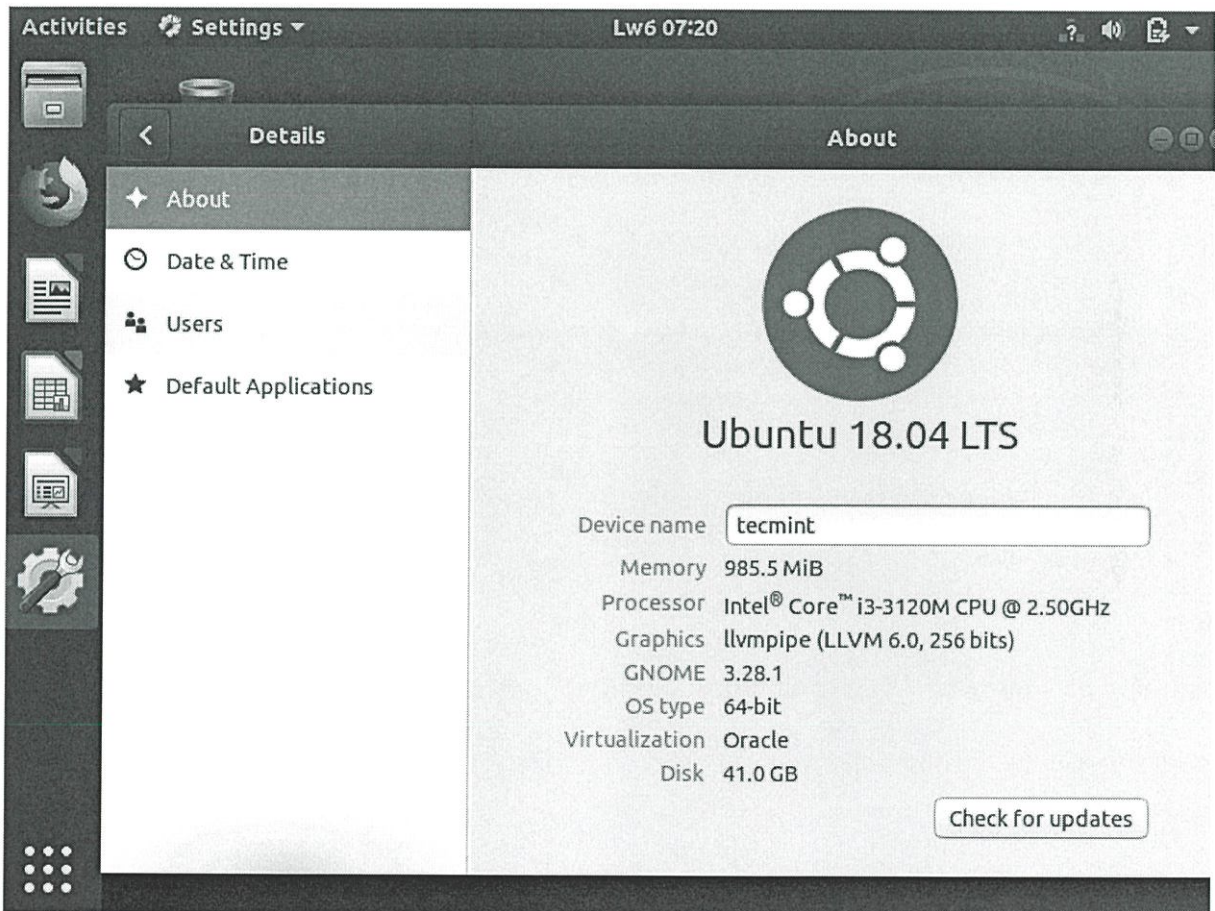 Activities Settings Lw6 07:20 ?
Details About
About
Date & Time
Users
Default Applications
Ubuntu 18.04 LTS
Device name tecmint
Memory 985.5 MiB
Processor Intel® Core™ i3-3120M CPU @ 2.50GHz
Graphics llvmpipe (LLVM 6.0, 256 bits)
GNOME 3.28.1
OS type 64-bit
Virtualization Oracle
Disk 41.0 GB
Check for updates